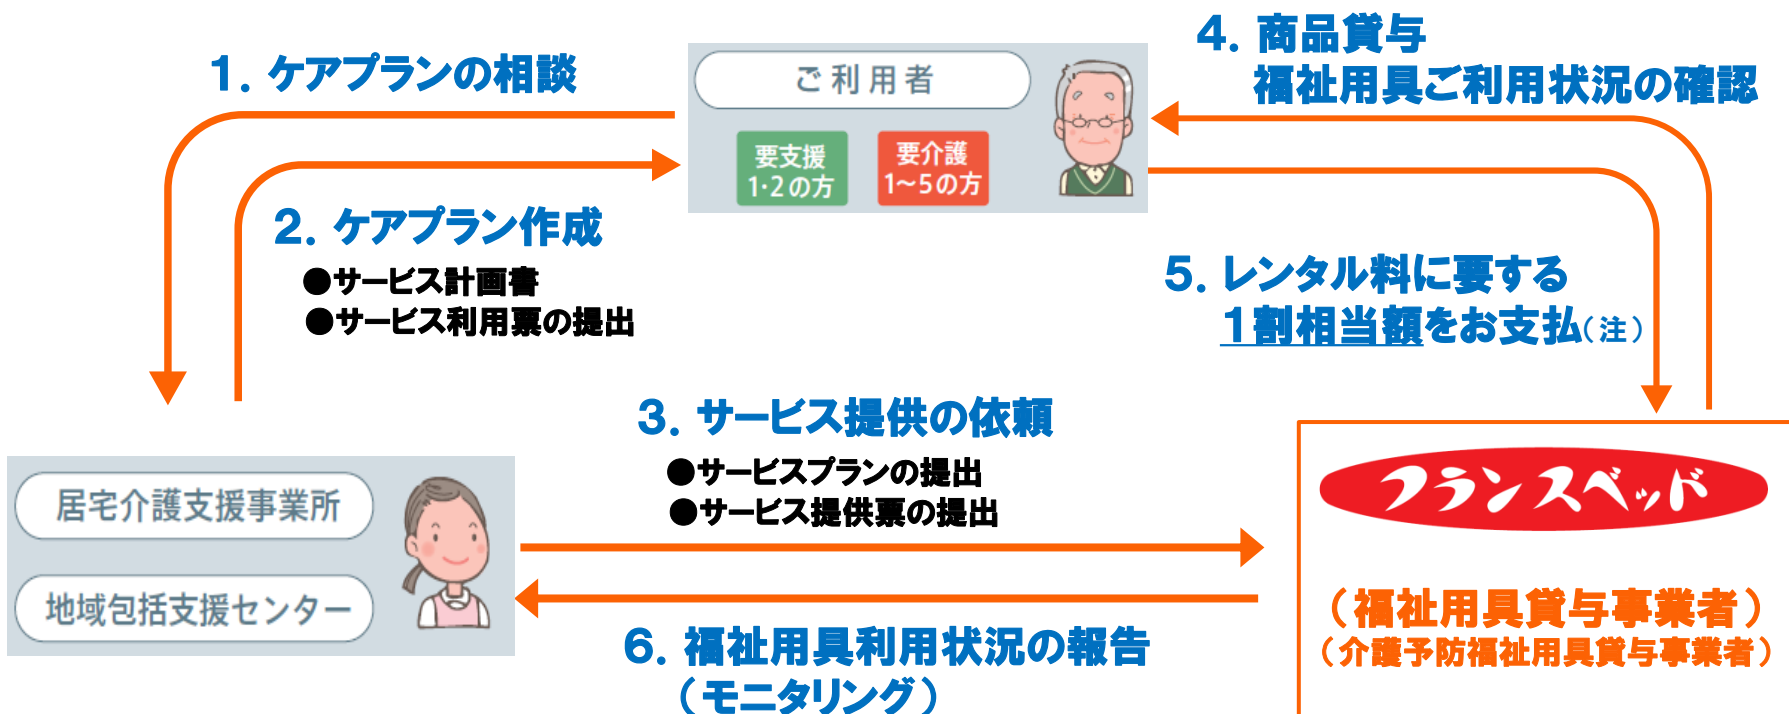 1. ケアプランの相談
ご利用者
要支援
1・2の方
要介護
1～5の方
4. 商品貸与
福祉用具ご利用状況の確認
2. ケアプラン作成
●サービス計画書
●サービス利用票の提出
5. レンタル料に要する
1割相当額をお支払(注)
3. サービス提供の依頼
●サービスプランの提出
●サービス提供票の提出
居宅介護支援事業所
地域包括支援センター
フランスベッド
(福祉用具貸与事業者)
(介護予防福祉用具貸与事業者)
6. 福祉用具利用状況の報告
(モニタリング)